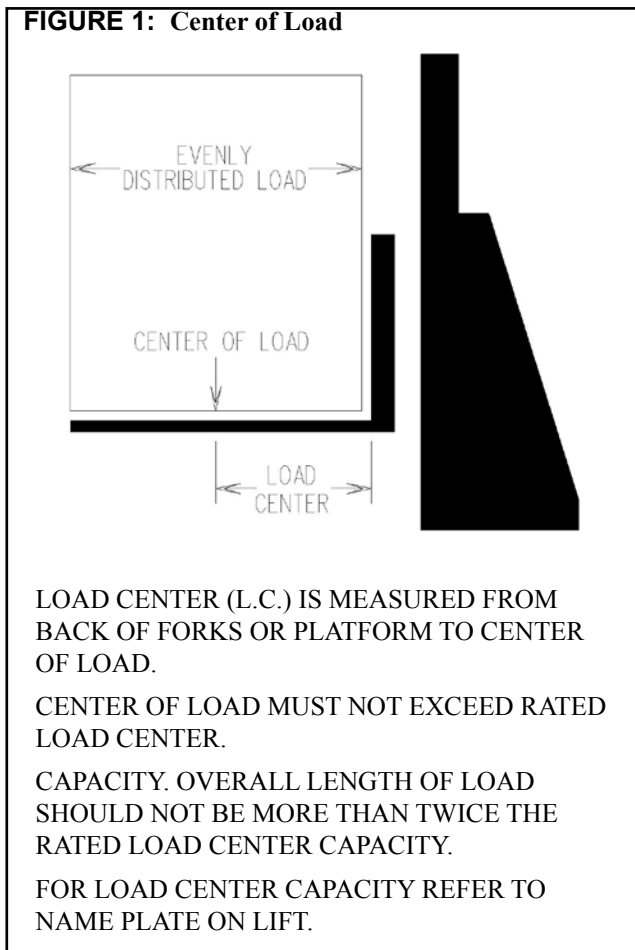 FIGURE 1: Center of Load
EVENLY
DISTRIBUTED LOAD
CENTER OF LOAD
LOAD
CENTER
LOAD CENTER (L.C.) IS MEASURED FROM
BACK OF FORKS OR PLATFORM TO CENTER
OF LOAD.
CENTER OF LOAD MUST NOT EXCEED RATED
LOAD CENTER.
CAPACITY. OVERALL LENGTH OF LOAD
SHOULD NOT BE MORE THAN TWICE THE
RATED LOAD CENTER CAPACITY.
FOR LOAD CENTER CAPACITY REFER TO
NAME PLATE ON LIFT.